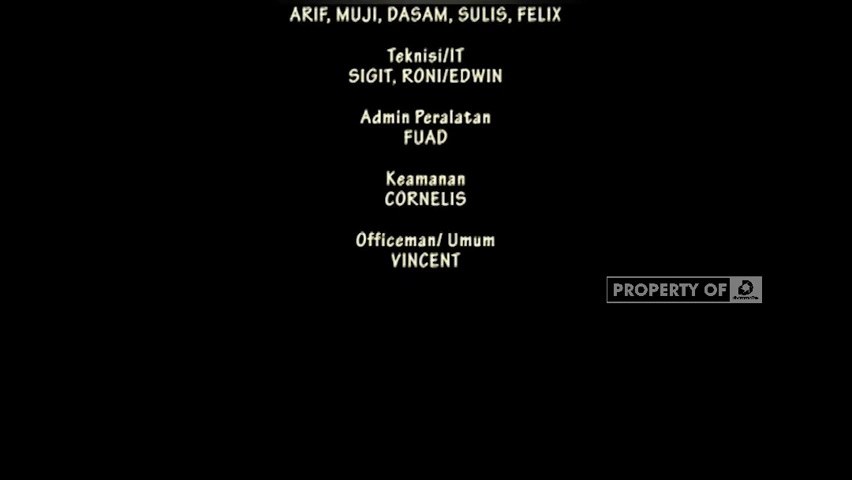 ARIF, MUJI, DASAM, SULIS, FELIX
Teknisi/IT
SIGIT, RONI/EDWIN
Admin Peralatan
FUAD
Keamanan
CORNELIS
Officeman/ Umum
VINCENT
PROPERTY OF